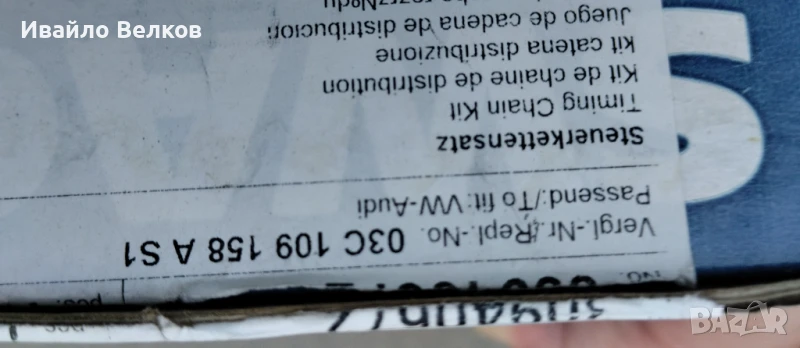 Ивайло Велков
Vergl.-Nr./Repl.-No. 03C 109 158 A S1
Passend:/To fit: VW-Audi
Steuerkettensatz
Timing Chain Kit
Kit de chaine de distribution
kit catena distribuzione
Juego de cadena de distribucion
BAZAR